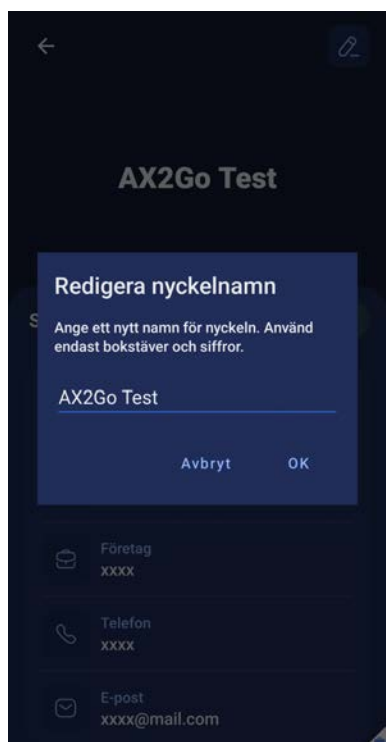 AX2Go Test
Redigera nyckelnamn
S
Ange ett nytt namn för nyckeln. Använd
endast bokstäver och siffror.
AX2Go Test
Avbryt OK
Företag
xxxx
Telefon
xxxx
E-post
xxxx@mail.com